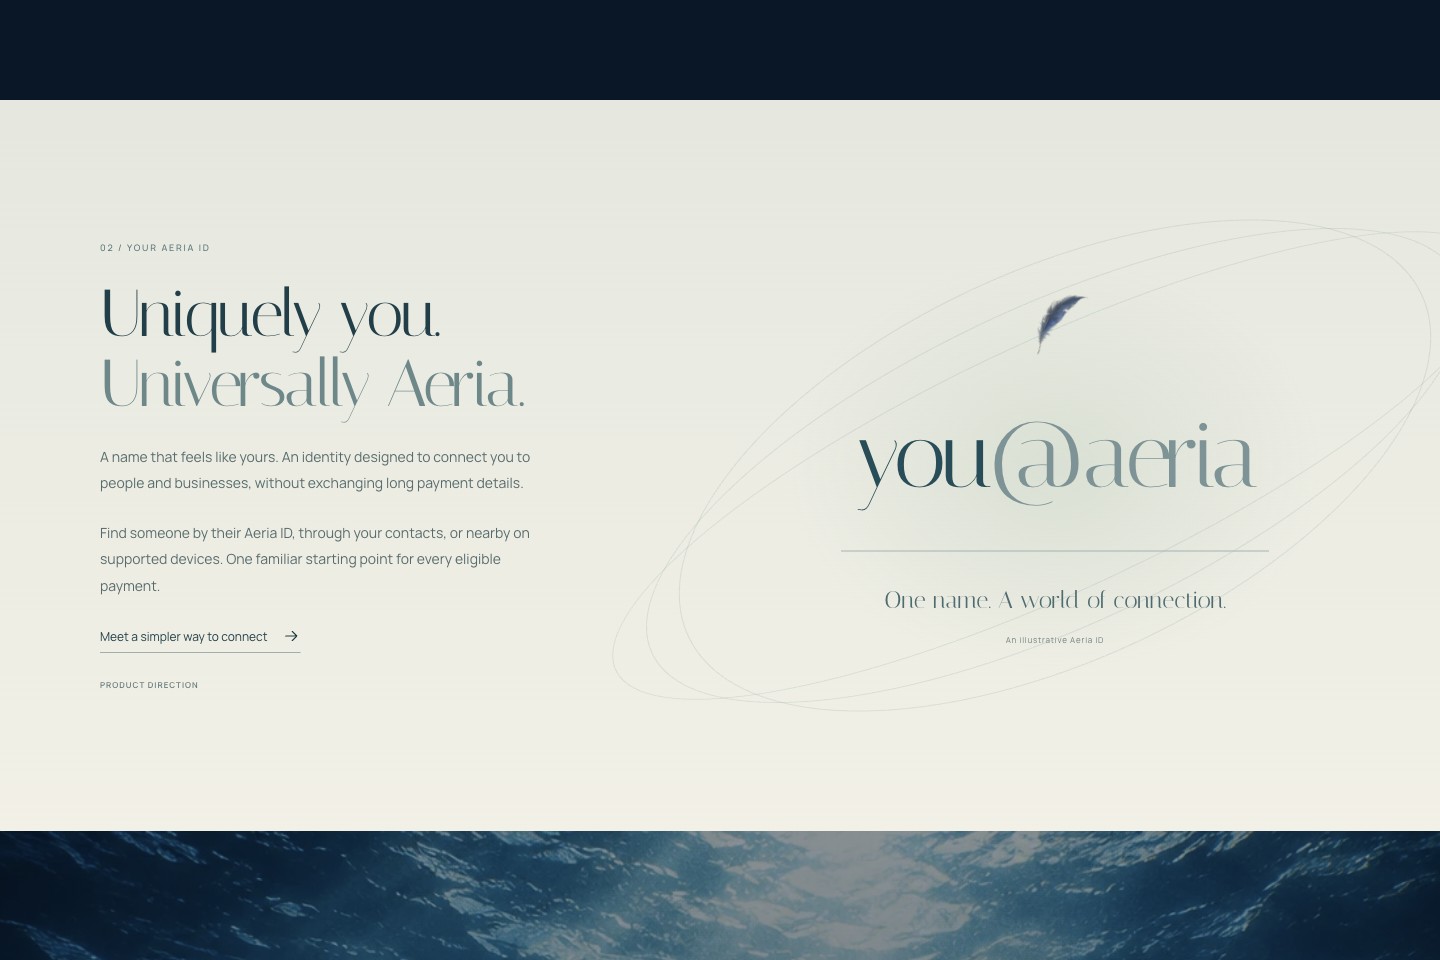 02 / YOUR AERIA ID
Uniquely you.
Universally Aeria.
A name that feels like yours. An identity designed to connect you to
people and businesses, without exchanging long payment details.
Find someone by their Aeria ID, through your contacts, or nearby on
supported devices. One familiar starting point for every eligible
payment.
Meet a simpler way to connect →
PRODUCT DIRECTION
you@aeria
One name. A world of connection.
An illustrative Aeria ID